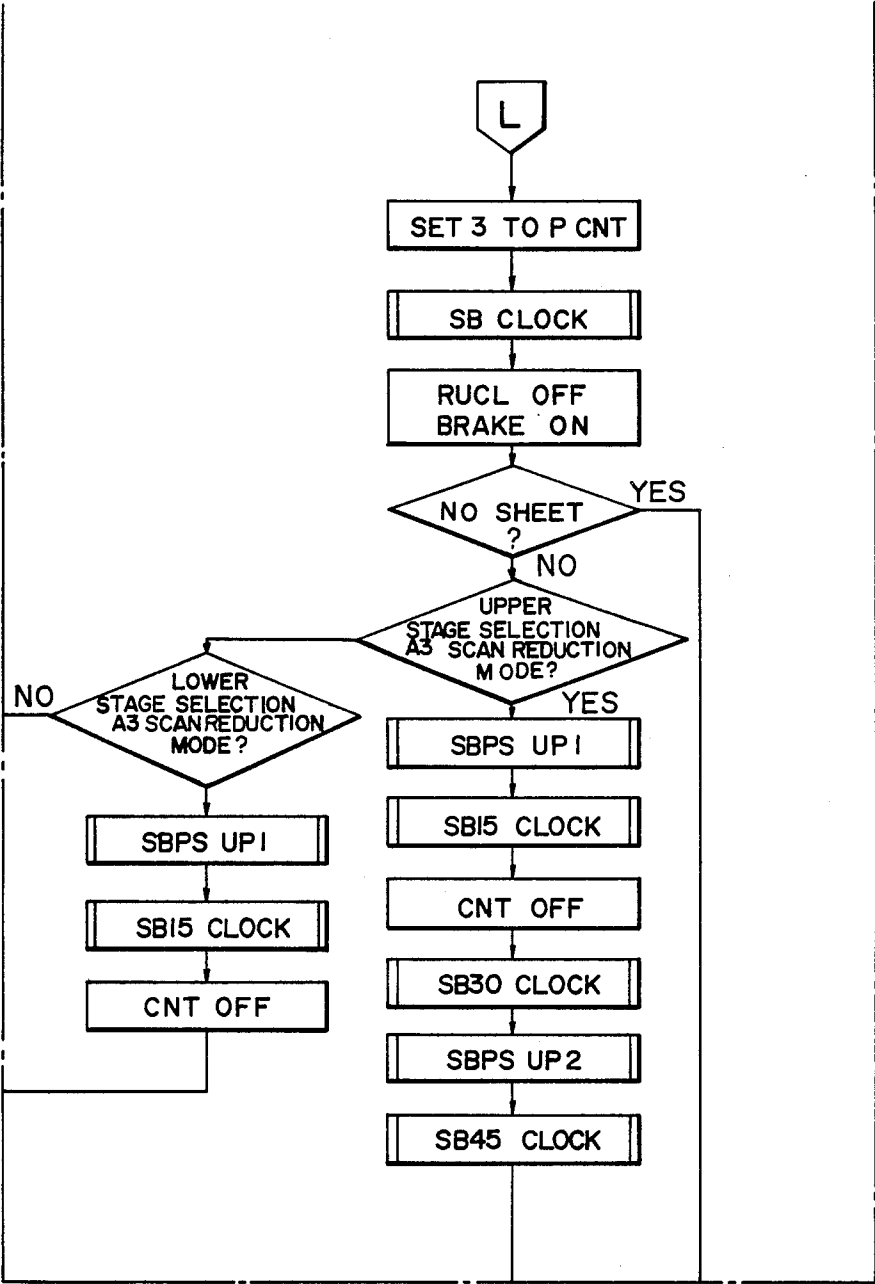 L
SET 3 TO P CNT
SB CLOCK
RUCL OFF
BRAKE ON
NO SHEET
?
YES
NO
UPPER
STAGE SELECTION
A3 SCAN REDUCTION
MODE?
YES
LOWER
STAGE SELECTION
A3 SCAN REDUCTION
MODE?
NO
SBPS UP1
SB15 CLOCK
CNT OFF
SBPS UP1
SB15 CLOCK
CNT OFF
SB30 CLOCK
SBPS UP2
SB45 CLOCK